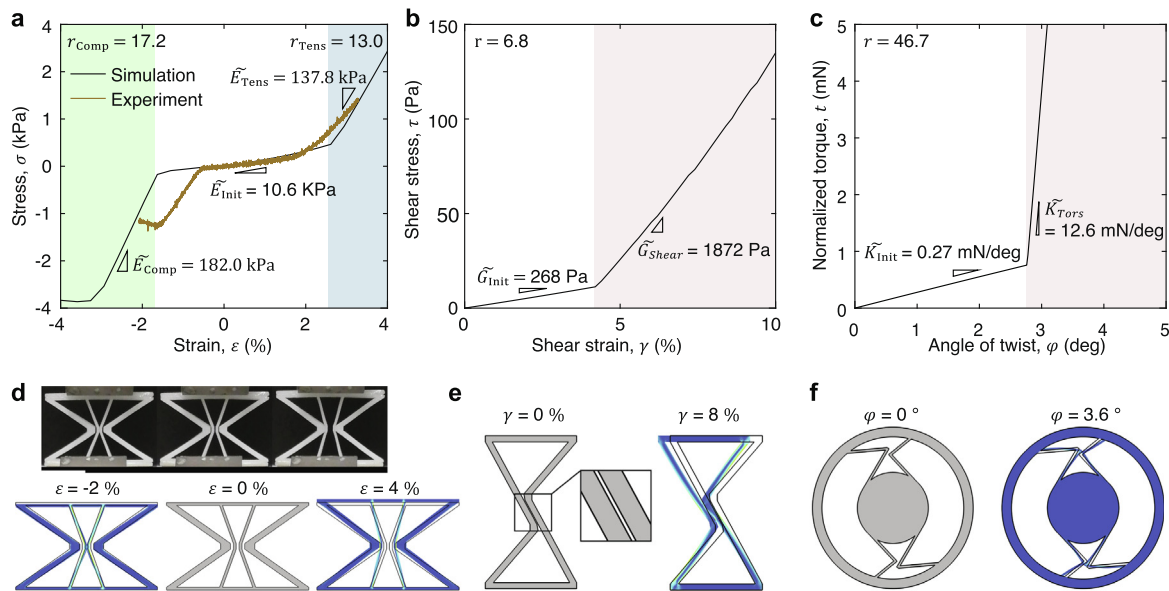 a
r_Comp = 17.2
r_Tens = 13.0
Simulation
Experiment
Ẽ_Tens = 137.8 kPa
Ẽ_Init = 10.6 KPa
Ẽ_Comp = 182.0 kPa
4
2
1
0
-1
-2
-4
Stress, σ (kPa)
-4 -2 0 2 4
Strain, ε (%)
b
r = 6.8
G̃_Init = 268 Pa
G̃_Shear = 1872 Pa
150
100
50
0
Shear stress, τ (Pa)
0 5 10
Shear strain, γ (%)
c
r = 46.7
K̃_Init = 0.27 mN/deg
K̃_Tors
= 12.6 mN/deg
5
4
3
2
1
0
Normalized torque, t (mN)
0 1 2 3 4 5
Angle of twist, φ (deg)
d
ε = -2 % ε = 0 % ε = 4 %
e
γ = 0 % γ = 8 %
f
φ = 0 ° φ = 3.6 °